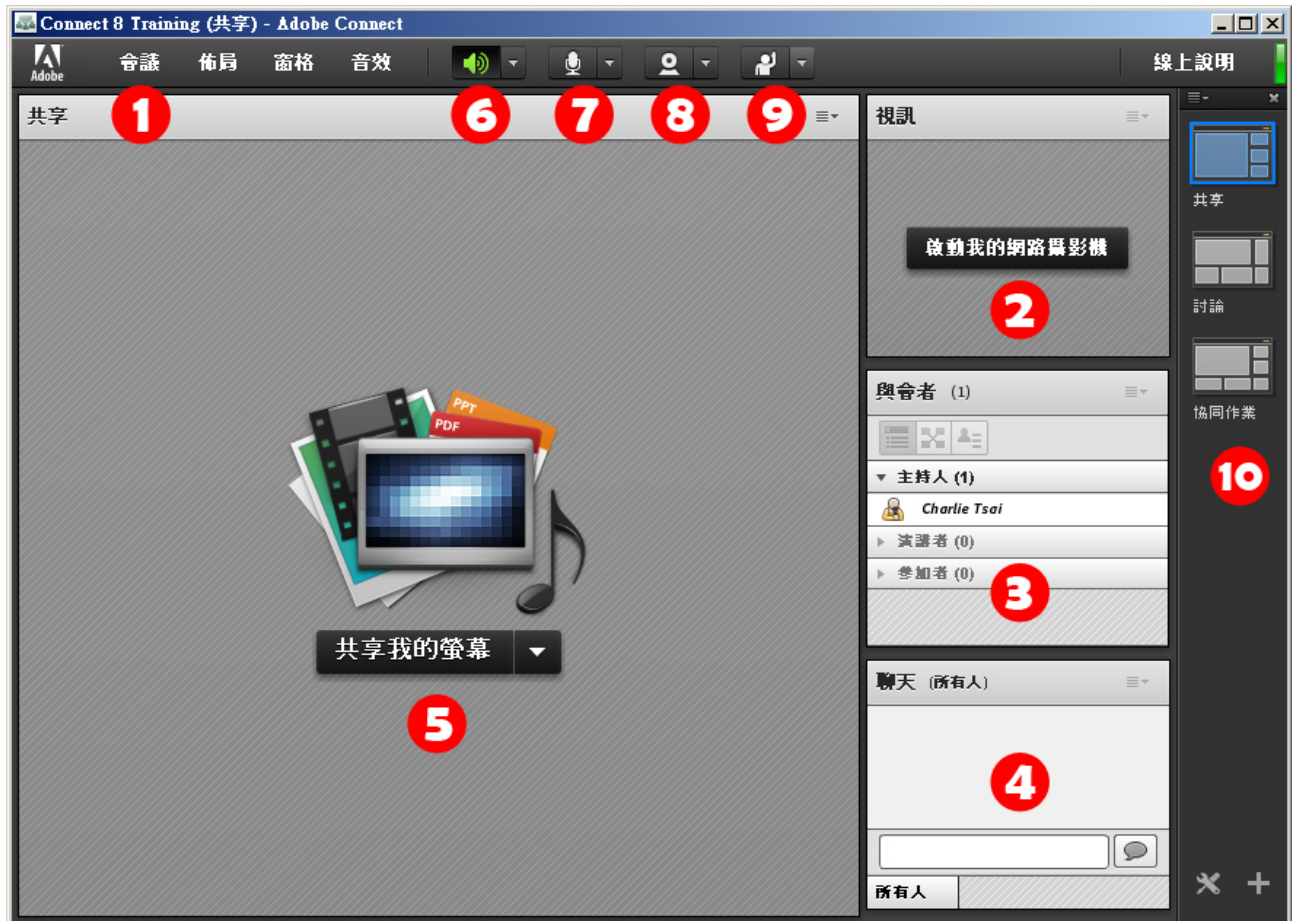 Connect 8 Training (共享) - Adobe Connect
Adobe 會議 佈局 窗格 音效 線上說明
1 6 7 8 9
共享
視訊
啟動我的網路攝影機
2
與會者 (1)
主持人 (1)
Charlie Tsai
演講者 (0)
參加者 (0)
3
PPT
PDF
共享我的螢幕
5
聊天 (所有人)
4
所有人
共享
討論
協同作業
10